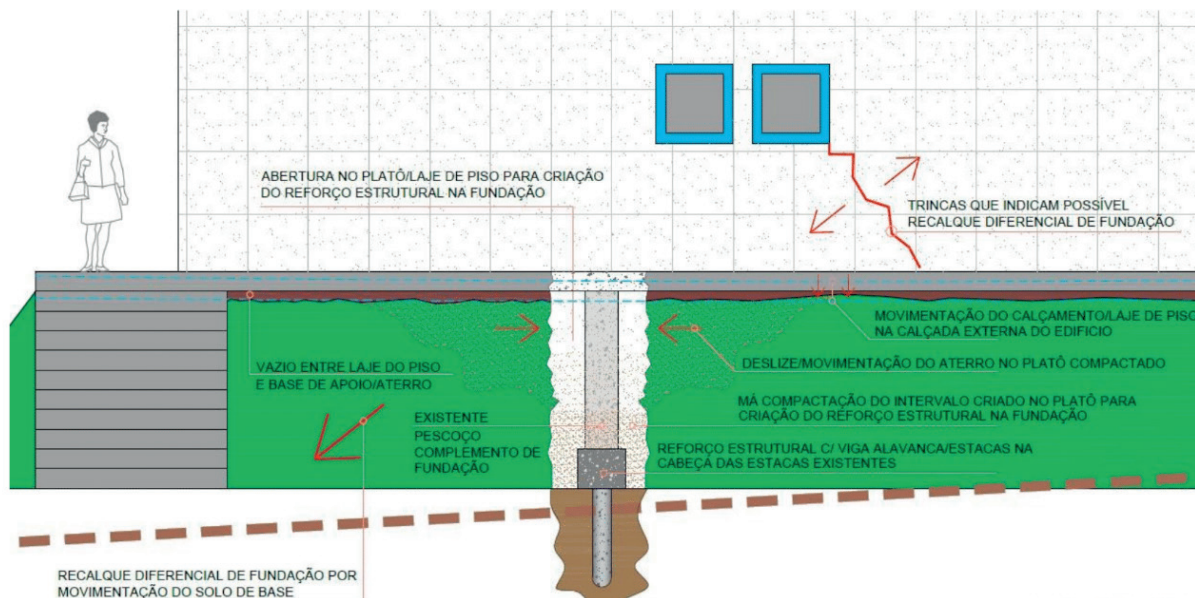 ABERTURA NO PLATÔ/LAJE DE PISO PARA CRIAÇÃO
DO REFORÇO ESTRUTURAL NA FUNDAÇÃO
TRINCAS QUE INDICAM POSSÍVEL
RECALQUE DIFERENCIAL DE FUNDAÇÃO
MOVIMENTAÇÃO DO CALÇAMENTO/LAJE DE PISO
NA CALÇADA EXTERNA DO EDIFICIO
VAZIO ENTRE LAJE DO PISO
E BASE DE APOIO/ATERRO
DESLIZE/MOVIMENTAÇÃO DO ATERRO NO PLATÔ COMPACTADO
MÁ COMPACTAÇÃO DO INTERVALO CRIADO NO PLATÔ PARA
CRIAÇÃO DO REFORÇO ESTRUTURAL NA FUNDAÇÃO
EXISTENTE
PESCOÇO
COMPLEMENTO DE
FUNDAÇÃO
REFORÇO ESTRUTURAL C/ VIGA ALAVANCA/ESTACAS NA
CABEÇA DAS ESTACAS EXISTENTES
RECALQUE DIFERENCIAL DE FUNDAÇÃO POR
MOVIMENTAÇÃO DO SOLO DE BASE